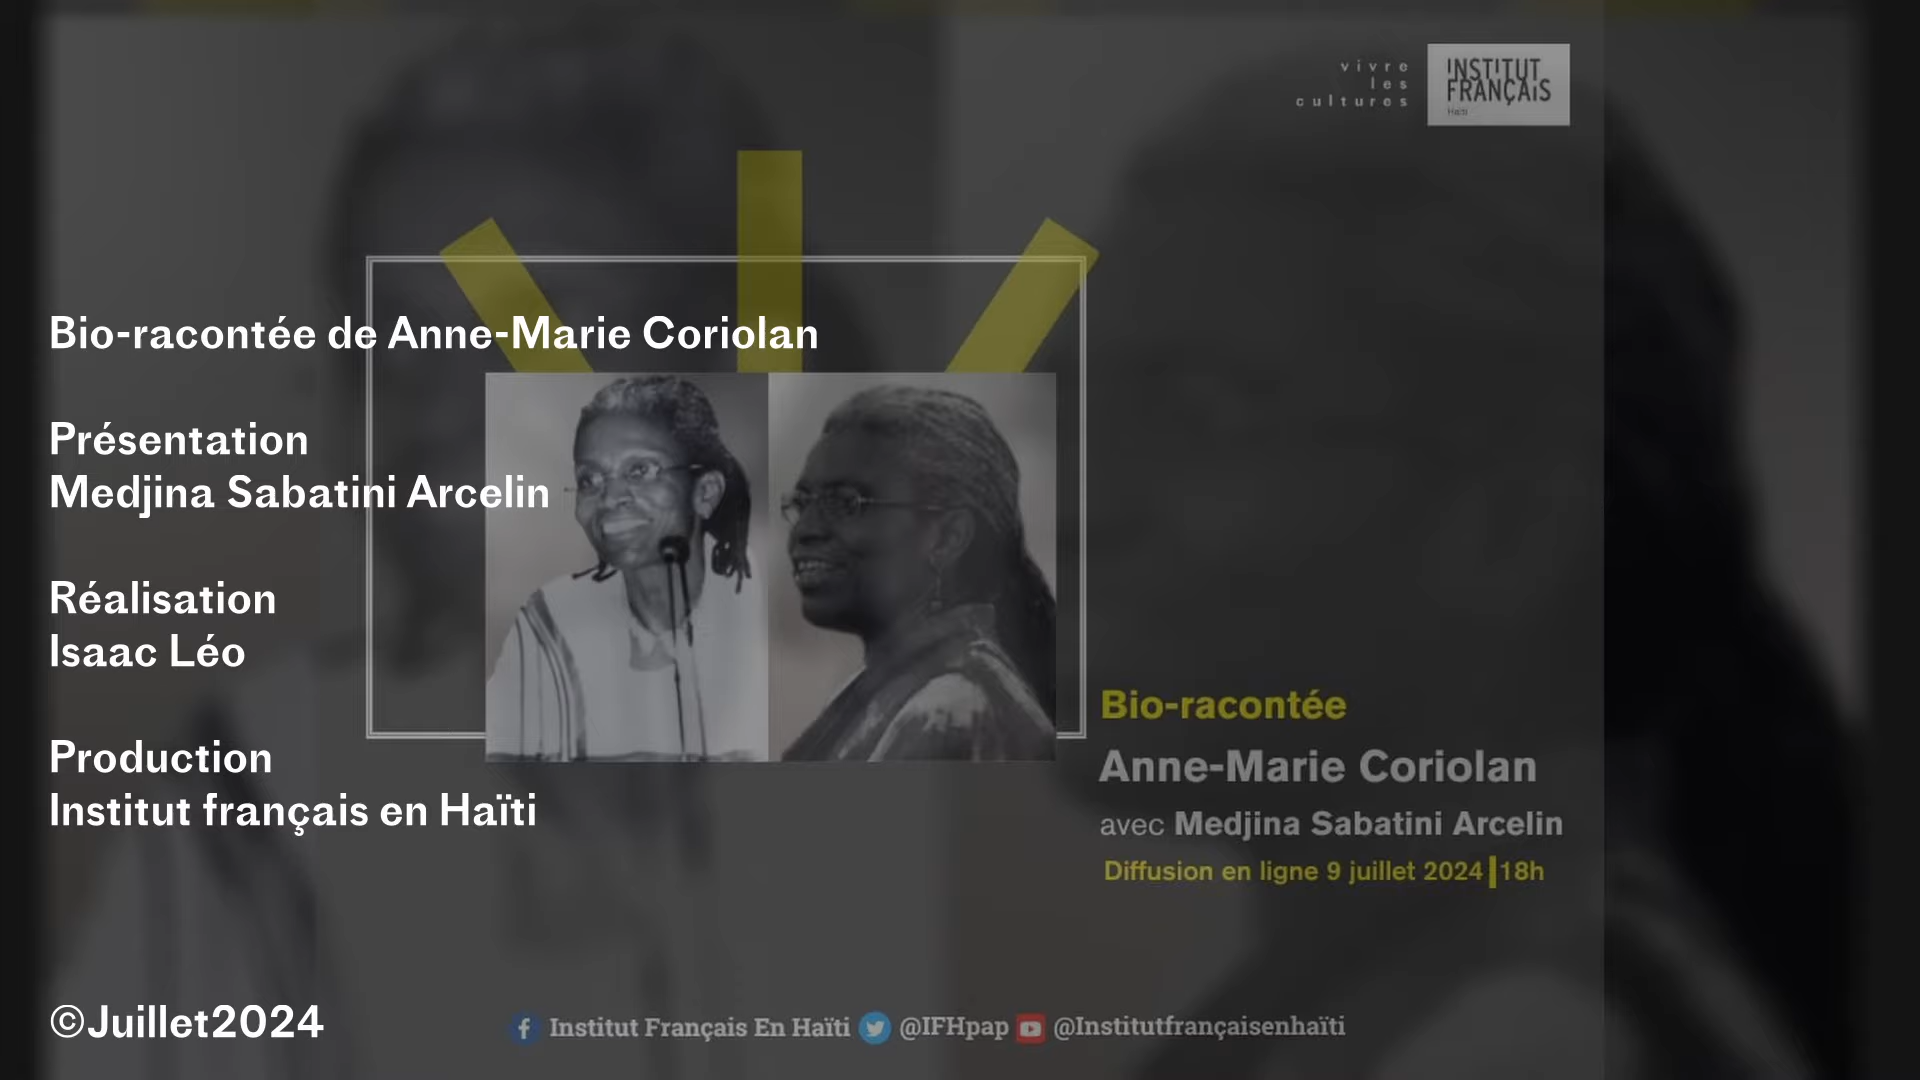 vivre
les
cultures
INSTITUT
FRANÇAIS
Haïti
Bio-racontée de Anne-Marie Coriolan
Présentation
Medjina Sabatini Arcelin
Réalisation
Isaac Léo
Production
Institut français en Haïti
Bio-racontée
Anne-Marie Coriolan
avec Medjina Sabatini Arcelin
Diffusion en ligne 9 juillet 2024 | 18h
©Juillet2024
Institut Français En Haïti @IFHpap @Institutfrançaisenhaïti